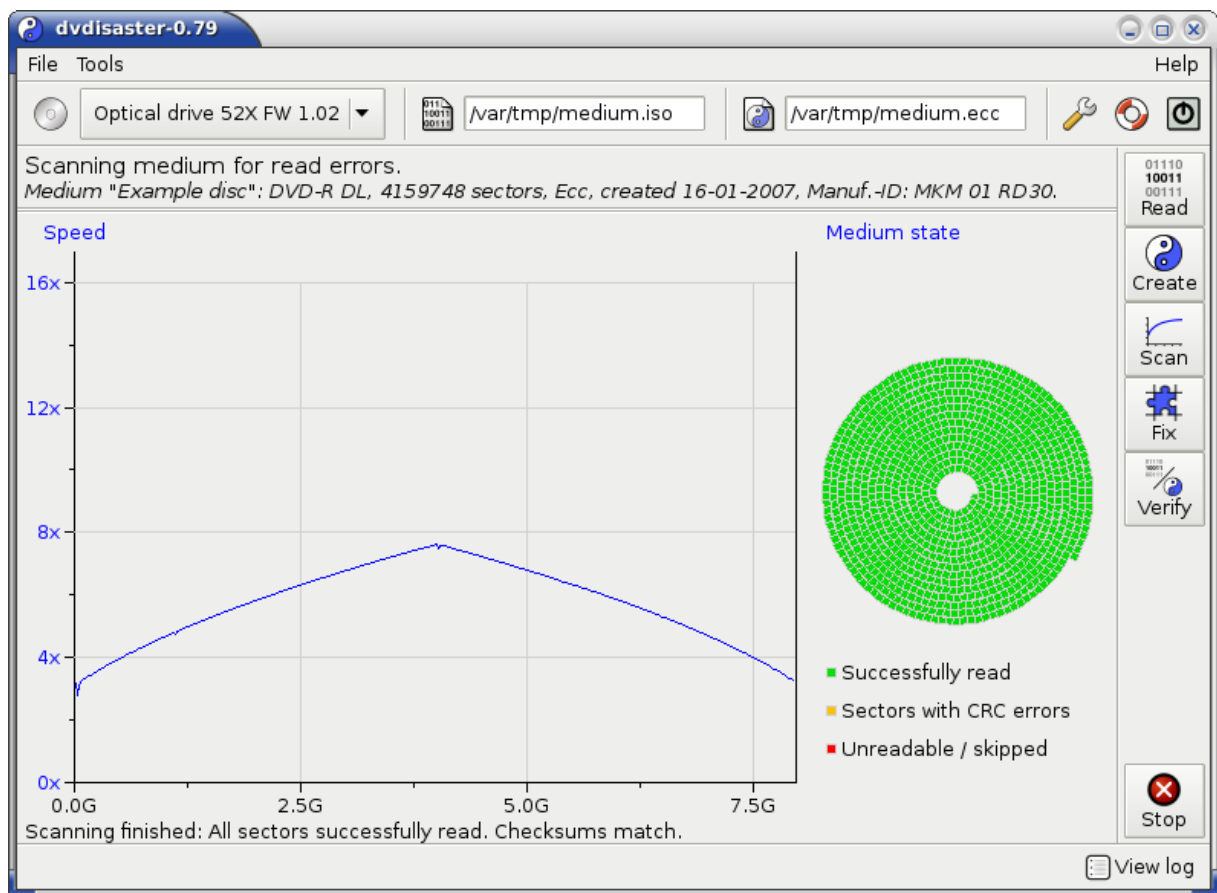 dvdisaster-0.79
File Tools Help
Optical drive 52X FW 1.02 /var/tmp/medium.iso /var/tmp/medium.ecc
Scanning medium for read errors.
Medium "Example disc": DVD-R DL, 4159748 sectors, Ecc, created 16-01-2007, Manuf.-ID: MKM 01 RD30.
Speed
16x
12x
8x
4x
0x
0.0G 2.5G 5.0G 7.5G
Medium state
Successfully read
Sectors with CRC errors
Unreadable / skipped
Scanning finished: All sectors successfully read. Checksums match.
01110
10011
00111
Read
Create
Scan
Fix
Verify
Stop
View log